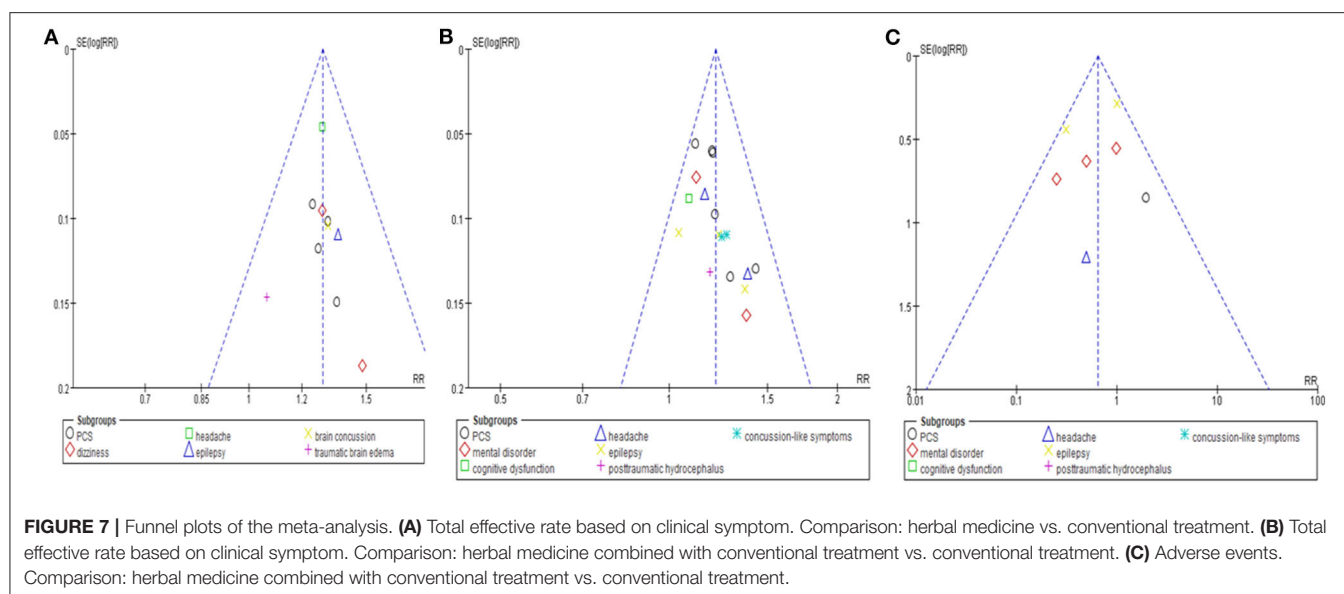 A
SE(log[RR])
0
0.05
0.1
0.15
0.2
0.7
0.85
1
1.2
1.5
RR
Subgroups
PCS
headache
brain concussion
dizziness
epilepsy
traumatic brain edema
B
SE(log[RR])
0
0.05
0.1
0.15
0.2
0.5
0.7
1
1.5
2
RR
Subgroups
PCS
headache
concussion-like symptoms
mental disorder
epilepsy
cognitive dysfunction
posttraumatic hydrocephalus
C
SE(log[RR])
0
0.5
1
1.5
2
0.01
0.1
1
10
100
RR
Subgroups
PCS
headache
concussion-like symptoms
mental disorder
epilepsy
cognitive dysfunction
posttraumatic hydrocephalus
FIGURE 7 | Funnel plots of the meta-analysis. (A) Total effective rate based on clinical symptom. Comparison: herbal medicine vs. conventional treatment. (B) Total
effective rate based on clinical symptom. Comparison: herbal medicine combined with conventional treatment vs. conventional treatment. (C) Adverse events.
Comparison: herbal medicine combined with conventional treatment vs. conventional treatment.